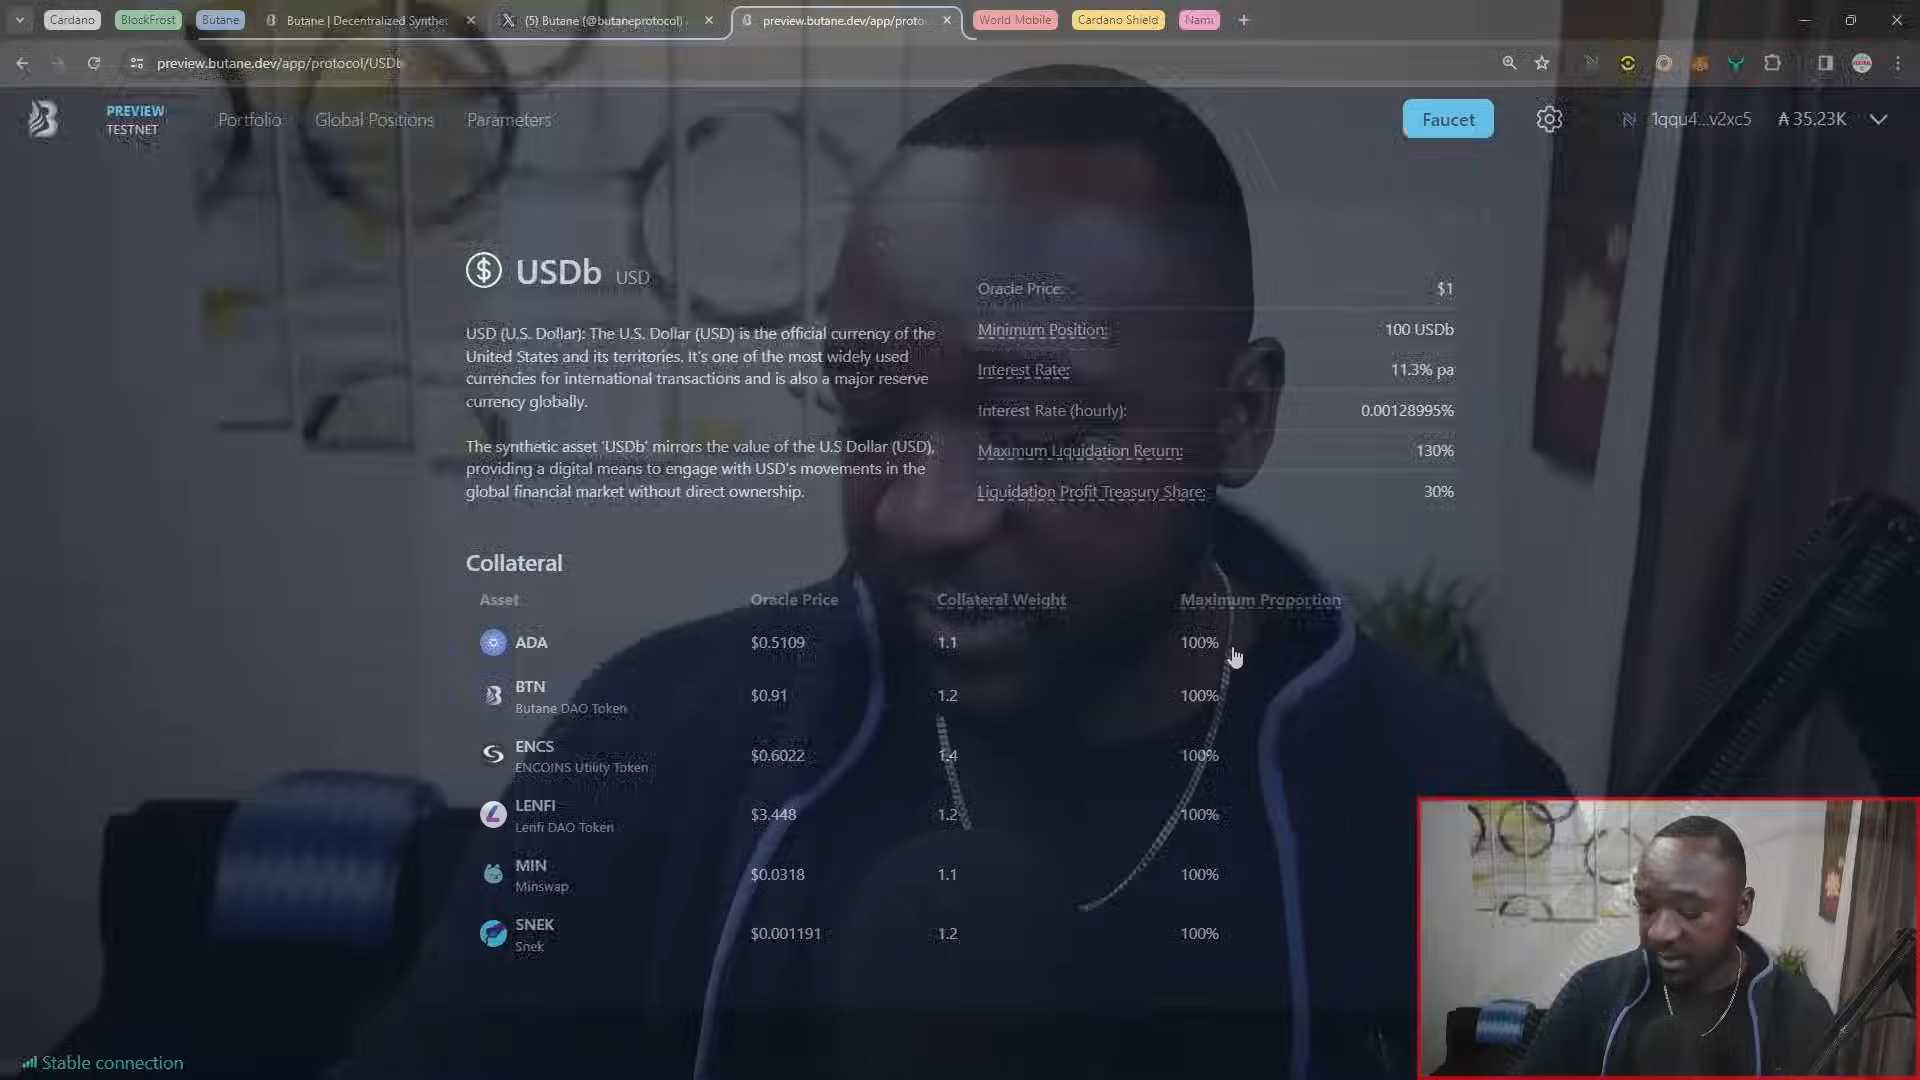 Cardano BlockFrost Butane Butane | Decentralized Synthet (5) Butane (@butaneprotocol) preview.butane.dev/app/proto World Mobile Cardano Shield Nami
preview.butane.dev/app/protocol/USDb
PREVIEW
TESTNET
Portfolio Global Positions Parameters Faucet 1qqu4...v2xc5 ₳ 35.23K
USDb USD
USD (U.S. Dollar): The U.S. Dollar (USD) is the official currency of the
United States and its territories. It's one of the most widely used
currencies for international transactions and is also a major reserve
currency globally.
The synthetic asset 'USDb' mirrors the value of the U.S Dollar (USD),
providing a digital means to engage with USD's movements in the
global financial market without direct ownership.
Oracle Price: $1
Minimum Position: 100 USDb
Interest Rate: 11.3% pa
Interest Rate (hourly): 0.00128995%
Maximum Liquidation Return: 130%
Liquidation Profit Treasury Share: 30%
Collateral
Asset Oracle Price Collateral Weight Maximum Proportion
ADA $0.5109 1.1 100%
BTN
Butane DAO Token $0.91 1.2 100%
ENCS
ENCOINS Utility Token $0.6022 1.4 100%
LENFI
Lenfi DAO Token $3.448 1.2 100%
MIN
Minswap $0.0318 1.1 100%
SNEK
Snek $0.001191 1.2 100%
Stable connection